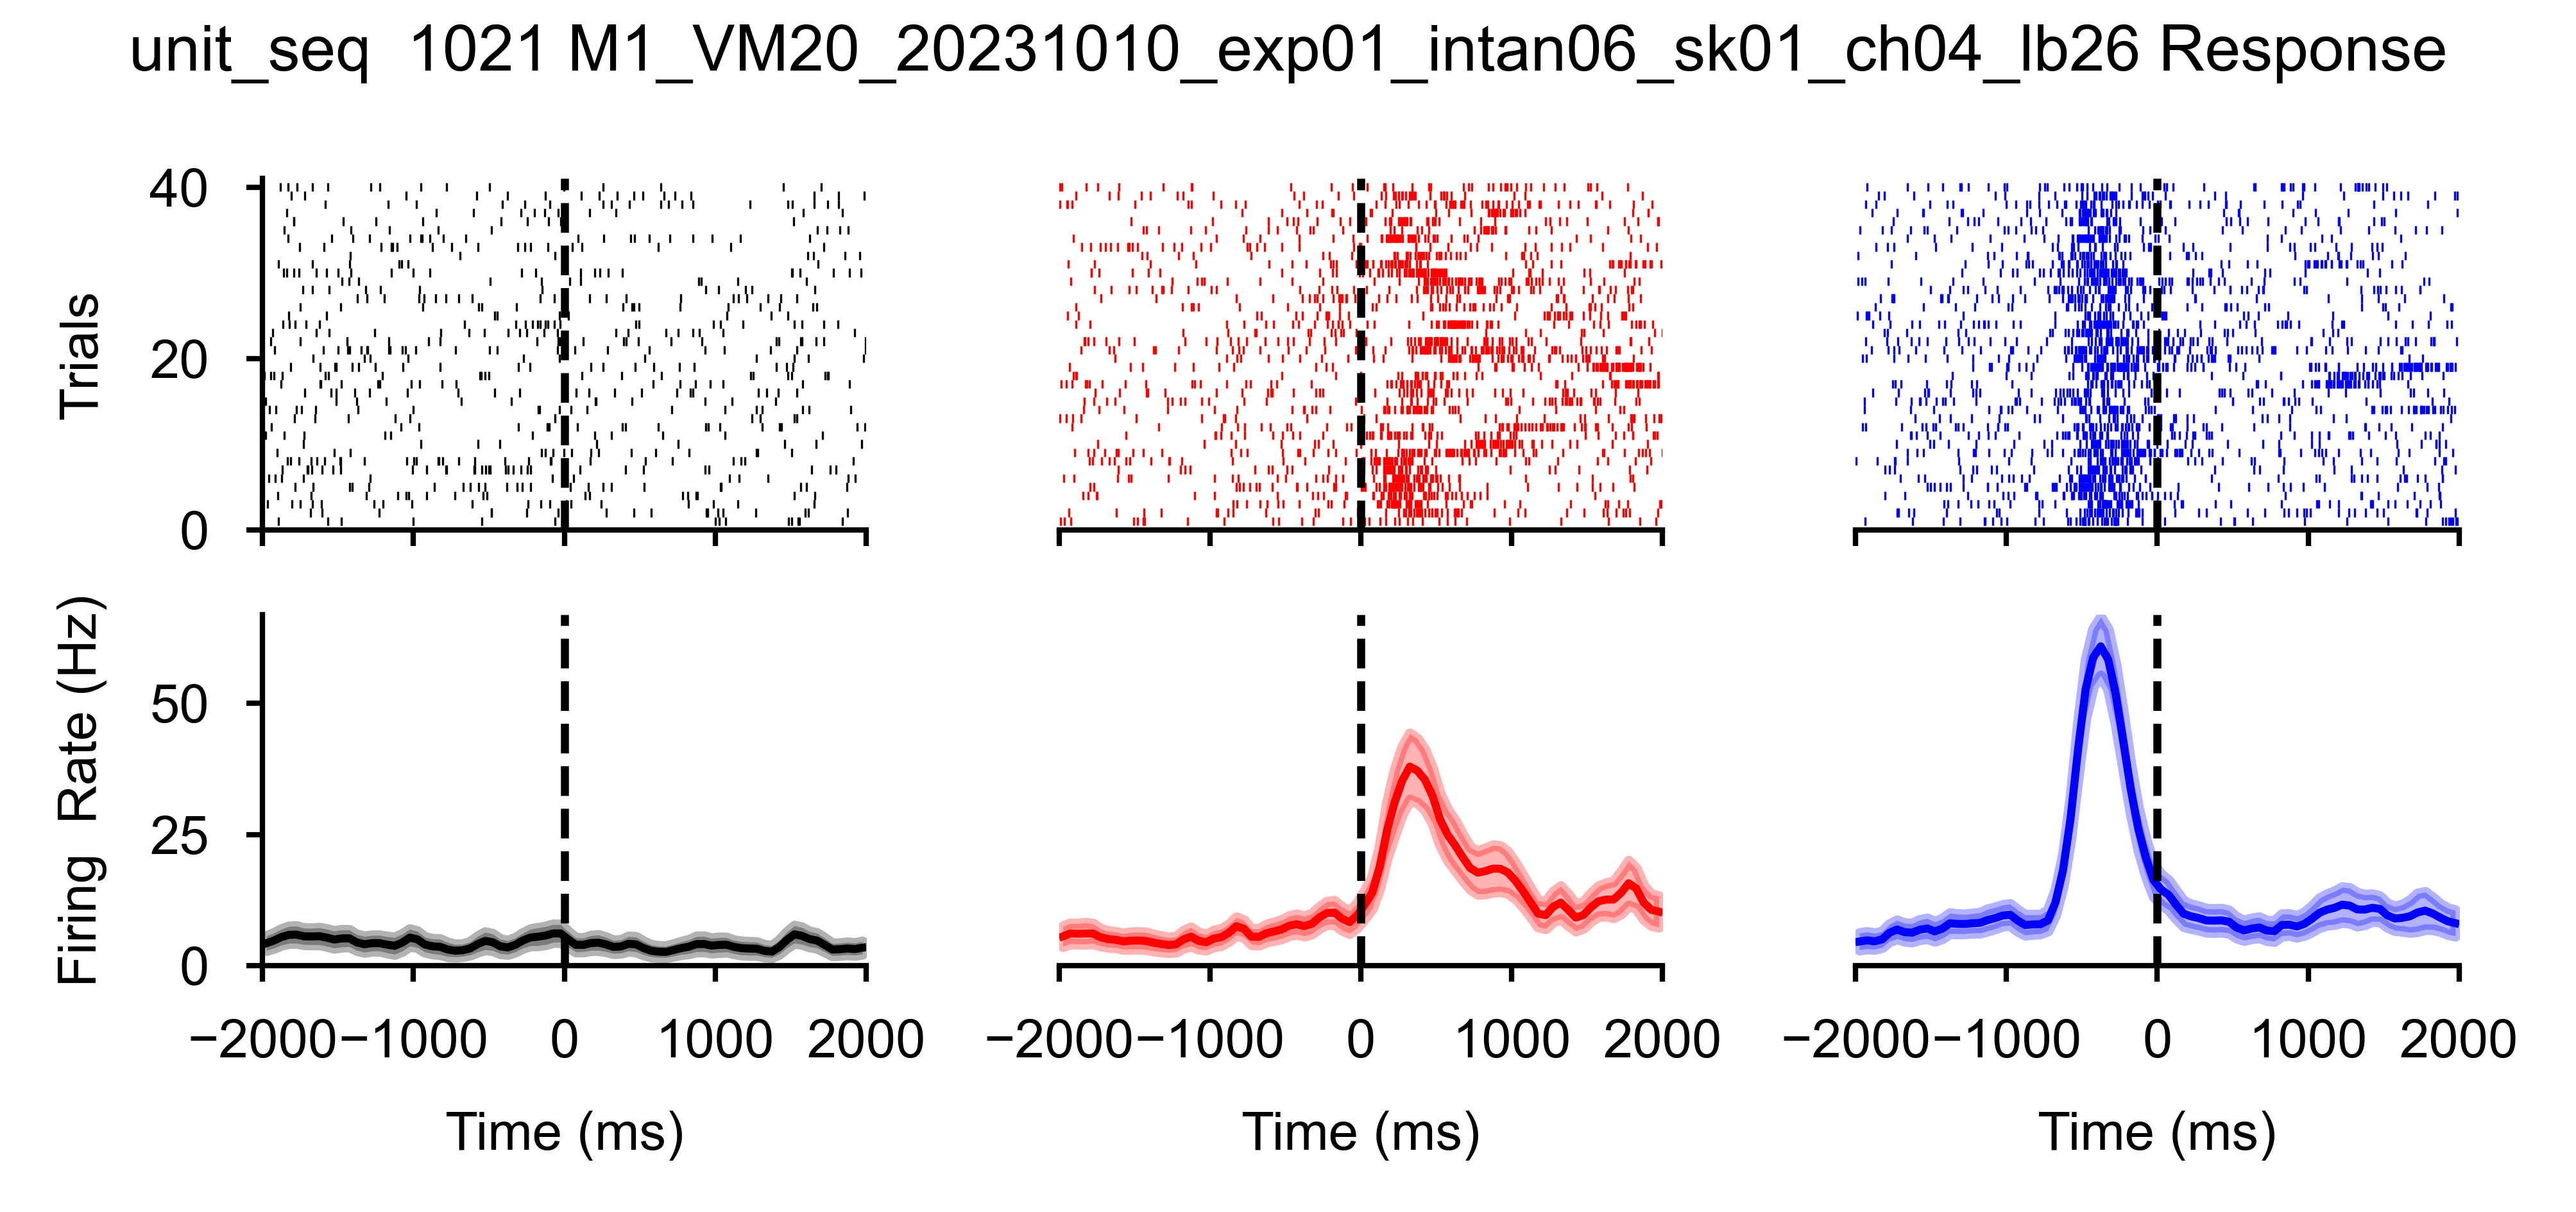 unit_seq  1021 M1_VM20_20231010_exp01_intan06_sk01_ch04_lb26 Response
Trials
40
20
0
Firing Rate (Hz)
50
25
0
−2000 −1000 0 1000 2000
−2000 −1000 0 1000 2000
−2000 −1000 0 1000 2000
Time (ms)
Time (ms)
Time (ms)